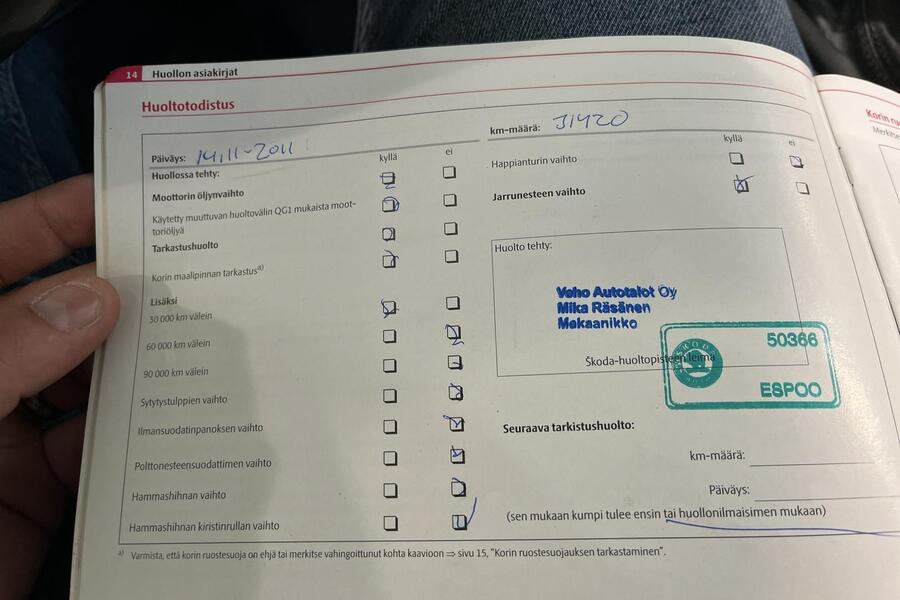 14 Huollon asiakirjat
Huoltotodistus
Päiväys: 14.11-2011
km-määrä: 31420
kyllä ei
Huollossa tehty:
Moottorin öljynvaihto
Käytetty muuttuvan huoltovälin QG1 mukaista moot-
toriöljyä
Tarkastushuolto
Korin maalipinnan tarkastus a)
Lisäksi
30 000 km välein
60 000 km välein
90 000 km välein
Sytytystulppien vaihto
Ilmansuodatinpanoksen vaihto
Polttonesteensuodattimen vaihto
Hammashihnan vaihto
Hammashihnan kiristinrullan vaihto
kyllä ei
Happianturin vaihto
Jarrunesteen vaihto
Huolto tehty:
Veho Autotalot Oy
Mika Räsänen
Mekaanikko
Škoda-huoltopisteen leima
ŠKODA
50366
ESPOO
Seuraava tarkistushuolto:
km-määrä:
Päiväys:
(sen mukaan kumpi tulee ensin tai huollonilmaisimen mukaan)
a) Varmista, että korin ruostesuoja on ehjä tai merkitse vahingoittunut kohta kaavioon ⇒ sivu 15, "Korin ruostesuojauksen tarkastaminen".